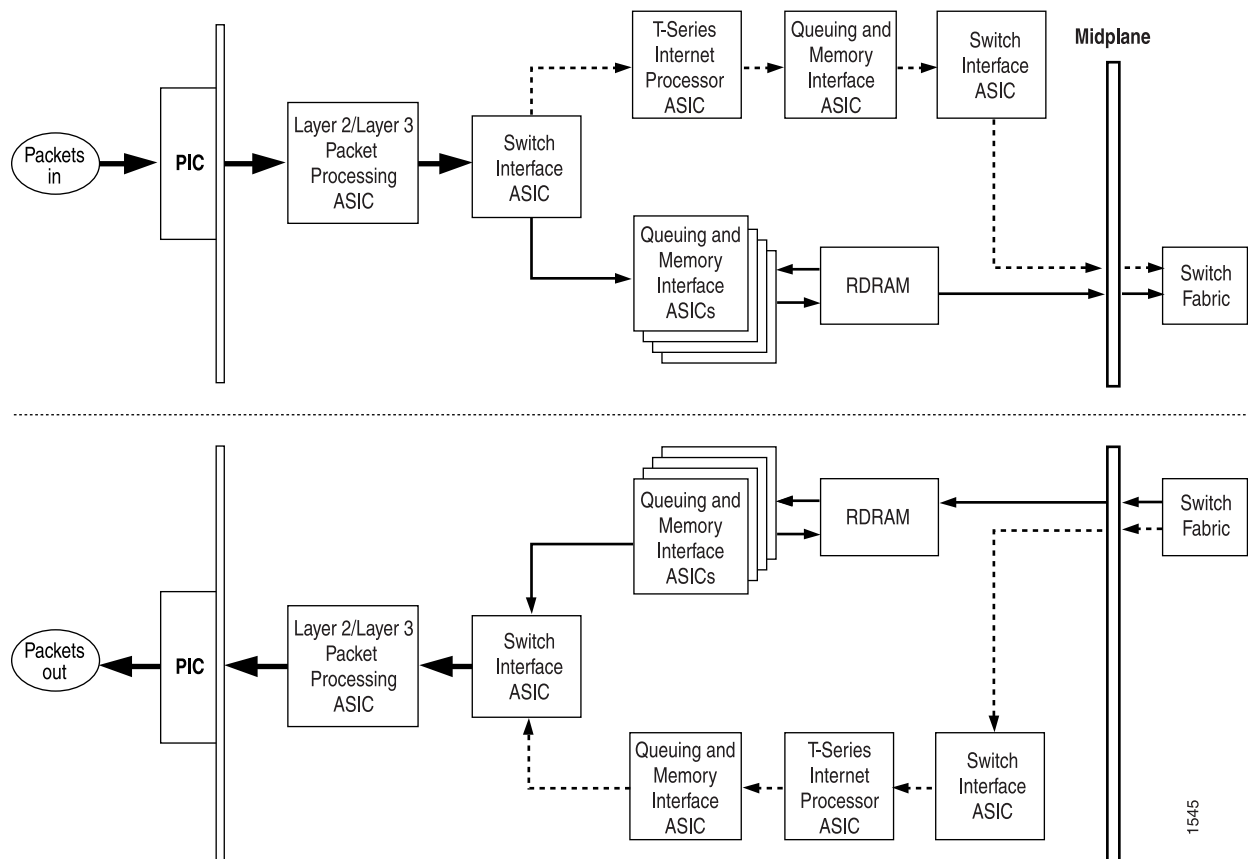 T-Series
Internet
Processor
ASIC
Queuing and
Memory
Interface
ASIC
Switch
Interface
ASIC
Midplane
Packets
in
PIC
Layer 2/Layer 3
Packet
Processing
ASIC
Switch
Interface
ASIC
Queuing and
Memory
Interface
ASICs
RDRAM
Switch
Fabric
Queuing and
Memory
Interface
ASICs
RDRAM
Switch
Fabric
Packets
out
PIC
Layer 2/Layer 3
Packet
Processing
ASIC
Switch
Interface
ASIC
Queuing and
Memory
Interface
ASIC
T-Series
Internet
Processor
ASIC
Switch
Interface
ASIC
1545